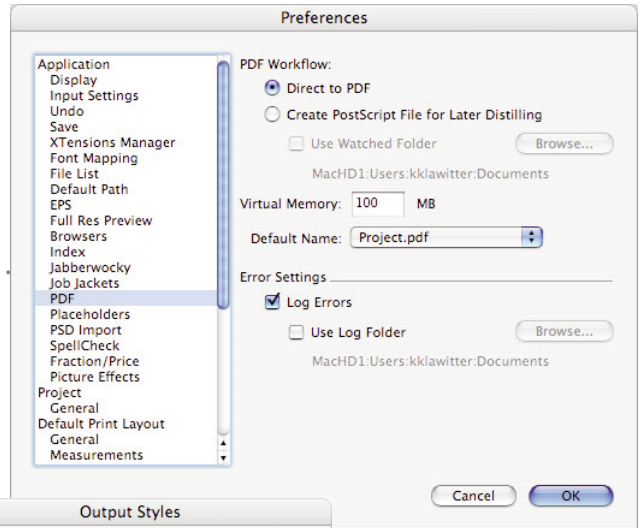 Preferences
Application
Display
Input Settings
Undo
Save
XTensions Manager
Font Mapping
File List
Default Path
EPS
Full Res Preview
Browsers
Index
Jabberwocky
Job Jackets
PDF
Placeholders
PSD Import
SpellCheck
Fraction/Price
Picture Effects
Project
General
Default Print Layout
General
Measurements
PDF Workflow:
Direct to PDF
Create PostScript File for Later Distilling
Use Watched Folder
Browse...
MacHD1:Users:kklawitter:Documents
Virtual Memory: 100 MB
Default Name: Project.pdf
Error Settings
Log Errors
Use Log Folder
Browse...
MacHD1:Users:kklawitter:Documents
Cancel
OK
Output Styles